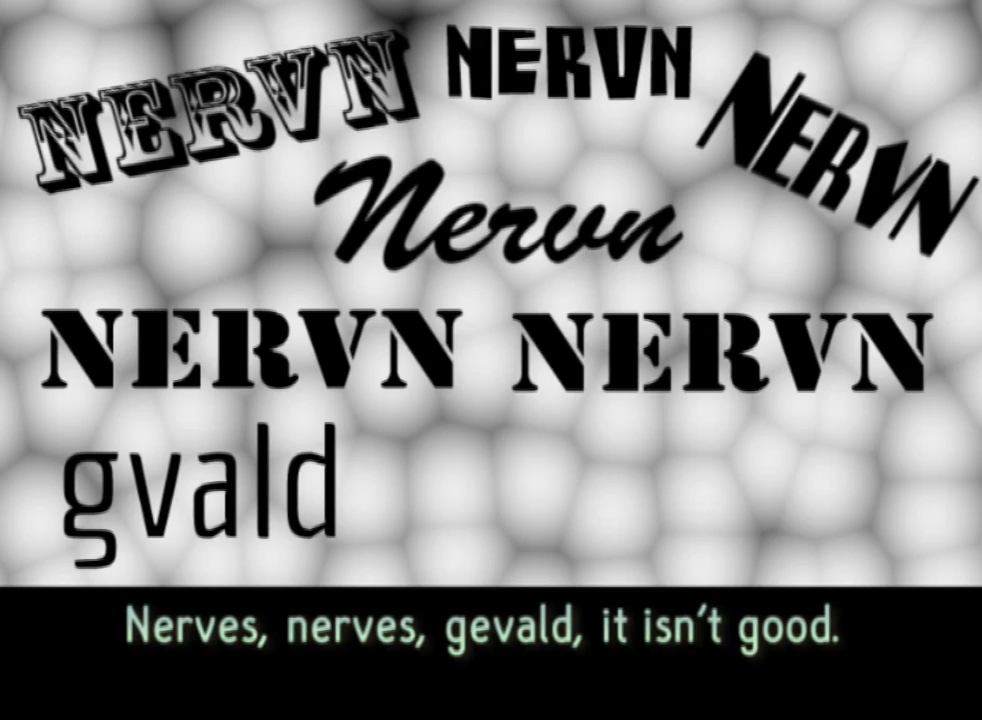 NERVN NERVN NERVN
Nervn
NERVN NERVN
gvald
Nerves, nerves, gevald, it isn't good.